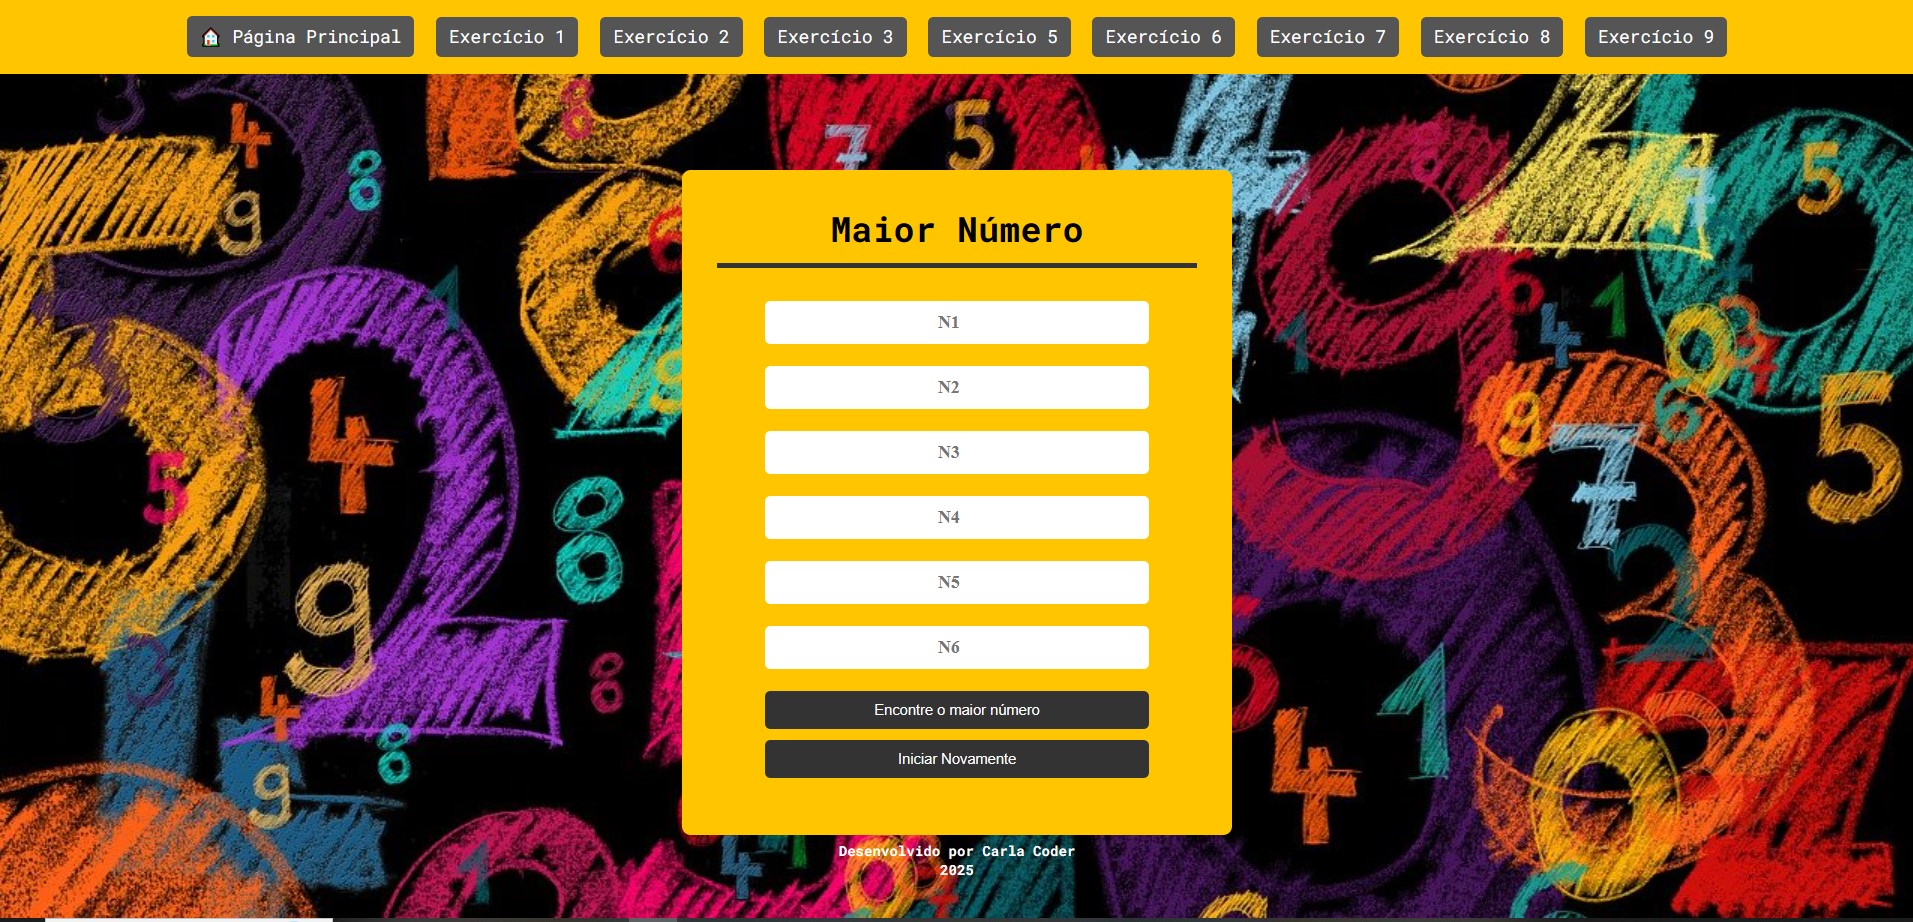 Página Principal
Exercício 1
Exercício 2
Exercício 3
Exercício 5
Exercício 6
Exercício 7
Exercício 8
Exercício 9
Maior Número
N1
N2
N3
N4
N5
N6
Encontre o maior número
Iniciar Novamente
Desenvolvido por Carla Coder
2025